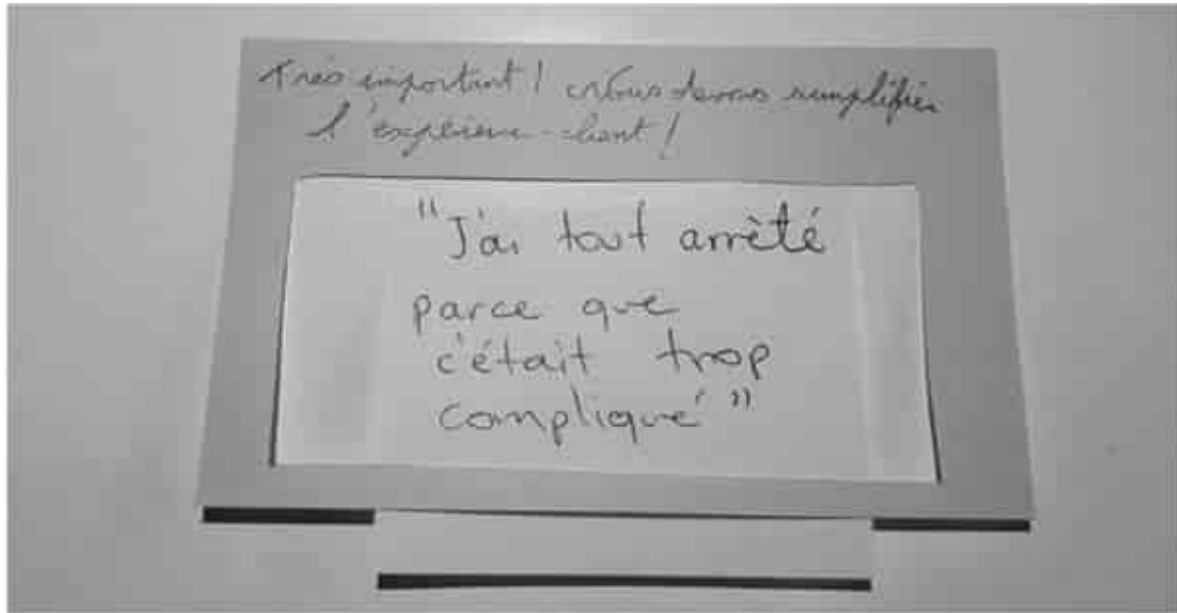 Très important ! Nous devons simplifier
l'expérience-client !
"J'ai tout arrêté
parce que
c'était trop
compliqué"